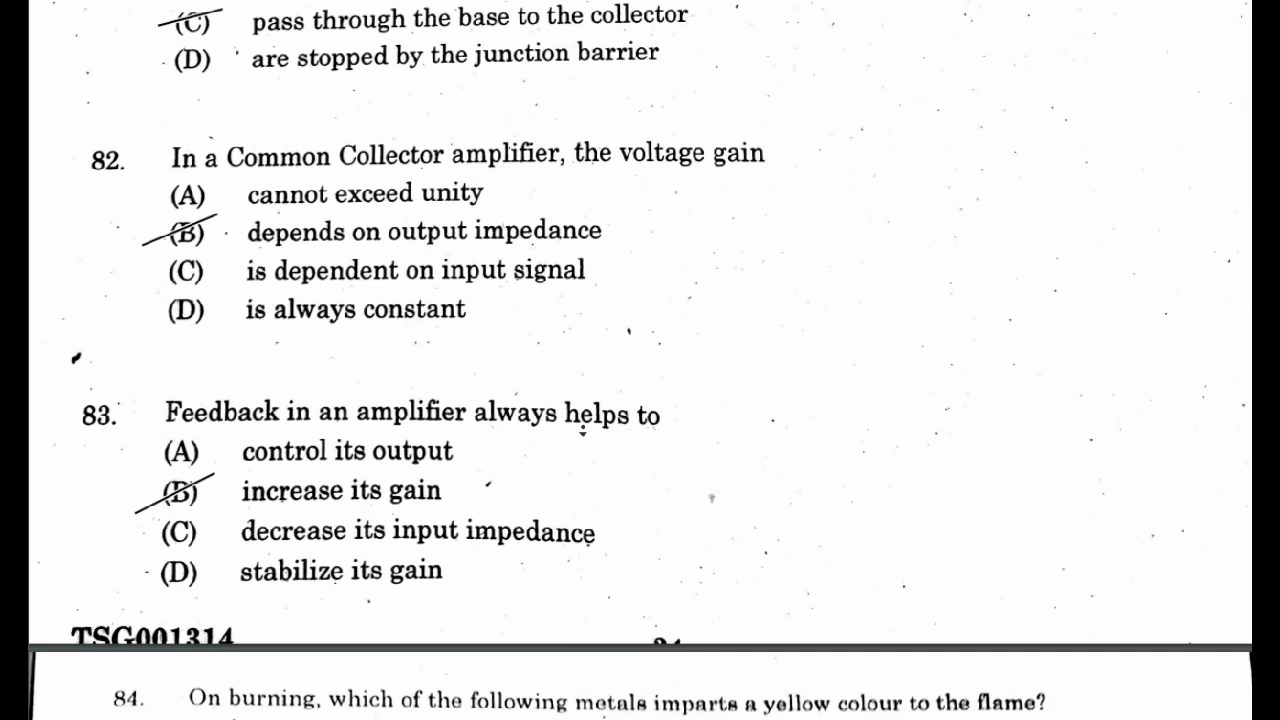 (C) pass through the base to the collector
(D) are stopped by the junction barrier
82. In a Common Collector amplifier, the voltage gain
(A) cannot exceed unity
(B) depends on output impedance
(C) is dependent on input signal
(D) is always constant
83. Feedback in an amplifier always helps to
(A) control its output
(B) increase its gain
(C) decrease its input impedance
(D) stabilize its gain
TSG001314
84. On burning, which of the following metals imparts a yellow colour to the flame?